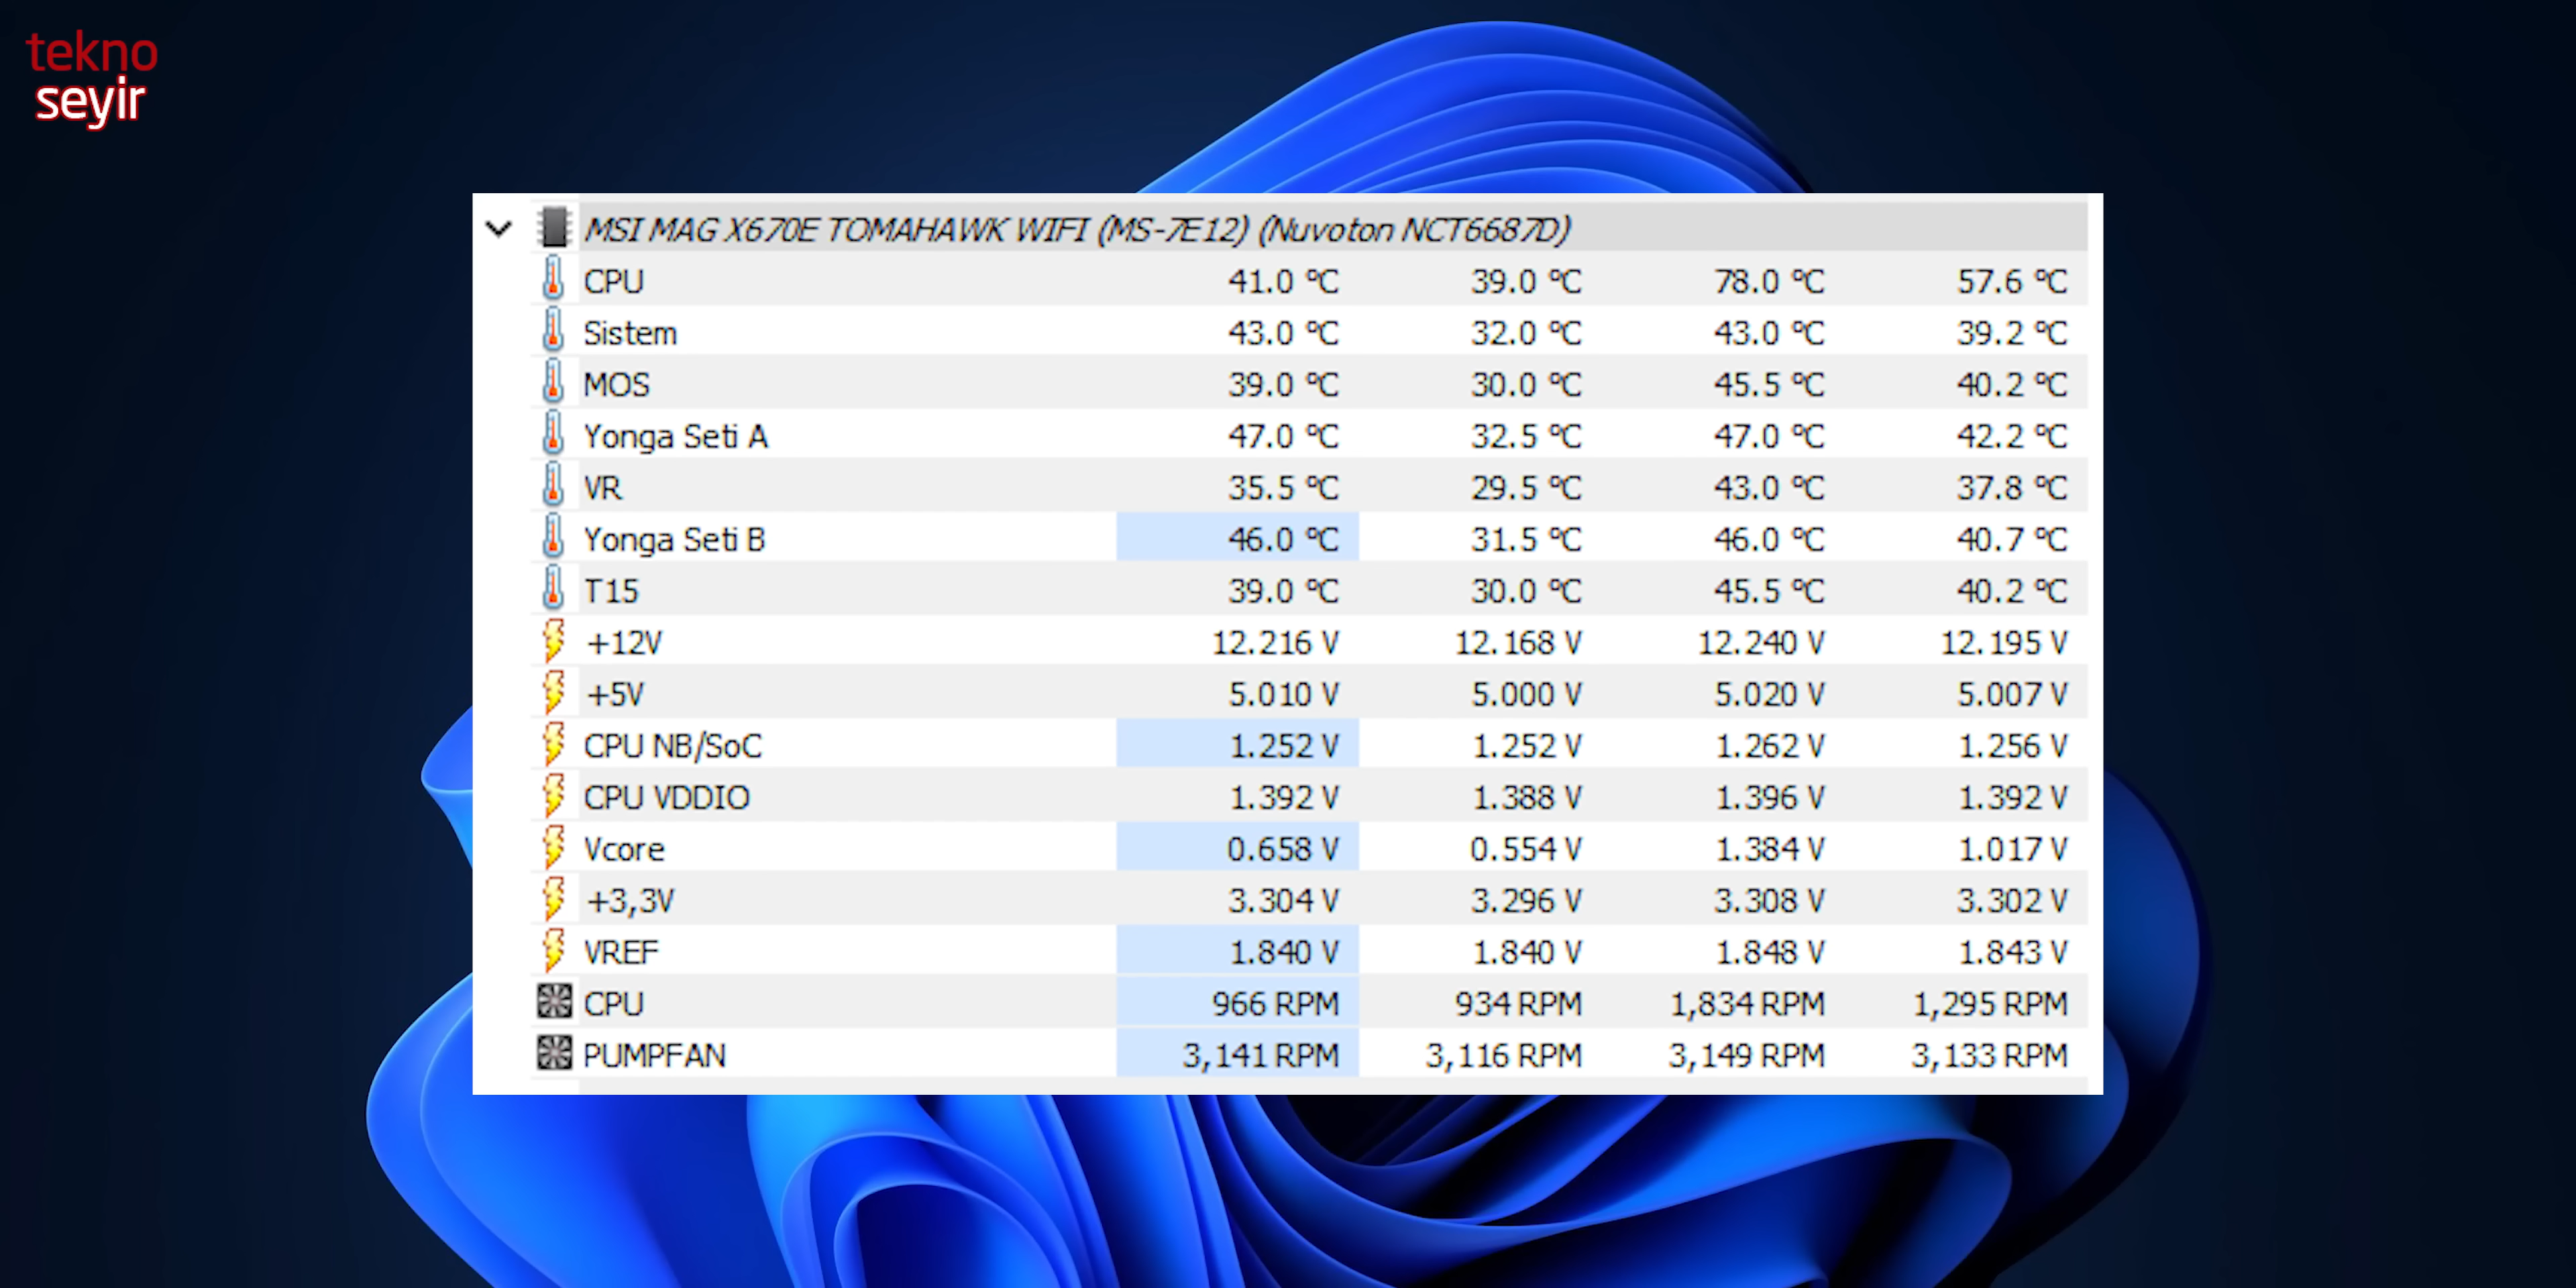 tekno
seyir
MSI MAG X670E TOMAHAWK WIFI (MS-7E12) (Nuvoton NCT6687D)
CPU 41.0 °C 39.0 °C 78.0 °C 57.6 °C
Sistem 43.0 °C 32.0 °C 43.0 °C 39.2 °C
MOS 39.0 °C 30.0 °C 45.5 °C 40.2 °C
Yonga Seti A 47.0 °C 32.5 °C 47.0 °C 42.2 °C
VR 35.5 °C 29.5 °C 43.0 °C 37.8 °C
Yonga Seti B 46.0 °C 31.5 °C 46.0 °C 40.7 °C
T15 39.0 °C 30.0 °C 45.5 °C 40.2 °C
+12V 12.216 V 12.168 V 12.240 V 12.195 V
+5V 5.010 V 5.000 V 5.020 V 5.007 V
CPU NB/SoC 1.252 V 1.252 V 1.262 V 1.256 V
CPU VDDIO 1.392 V 1.388 V 1.396 V 1.392 V
Vcore 0.658 V 0.554 V 1.384 V 1.017 V
+3,3V 3.304 V 3.296 V 3.308 V 3.302 V
VREF 1.840 V 1.840 V 1.848 V 1.843 V
CPU 966 RPM 934 RPM 1,834 RPM 1,295 RPM
PUMPFAN 3,141 RPM 3,116 RPM 3,149 RPM 3,133 RPM